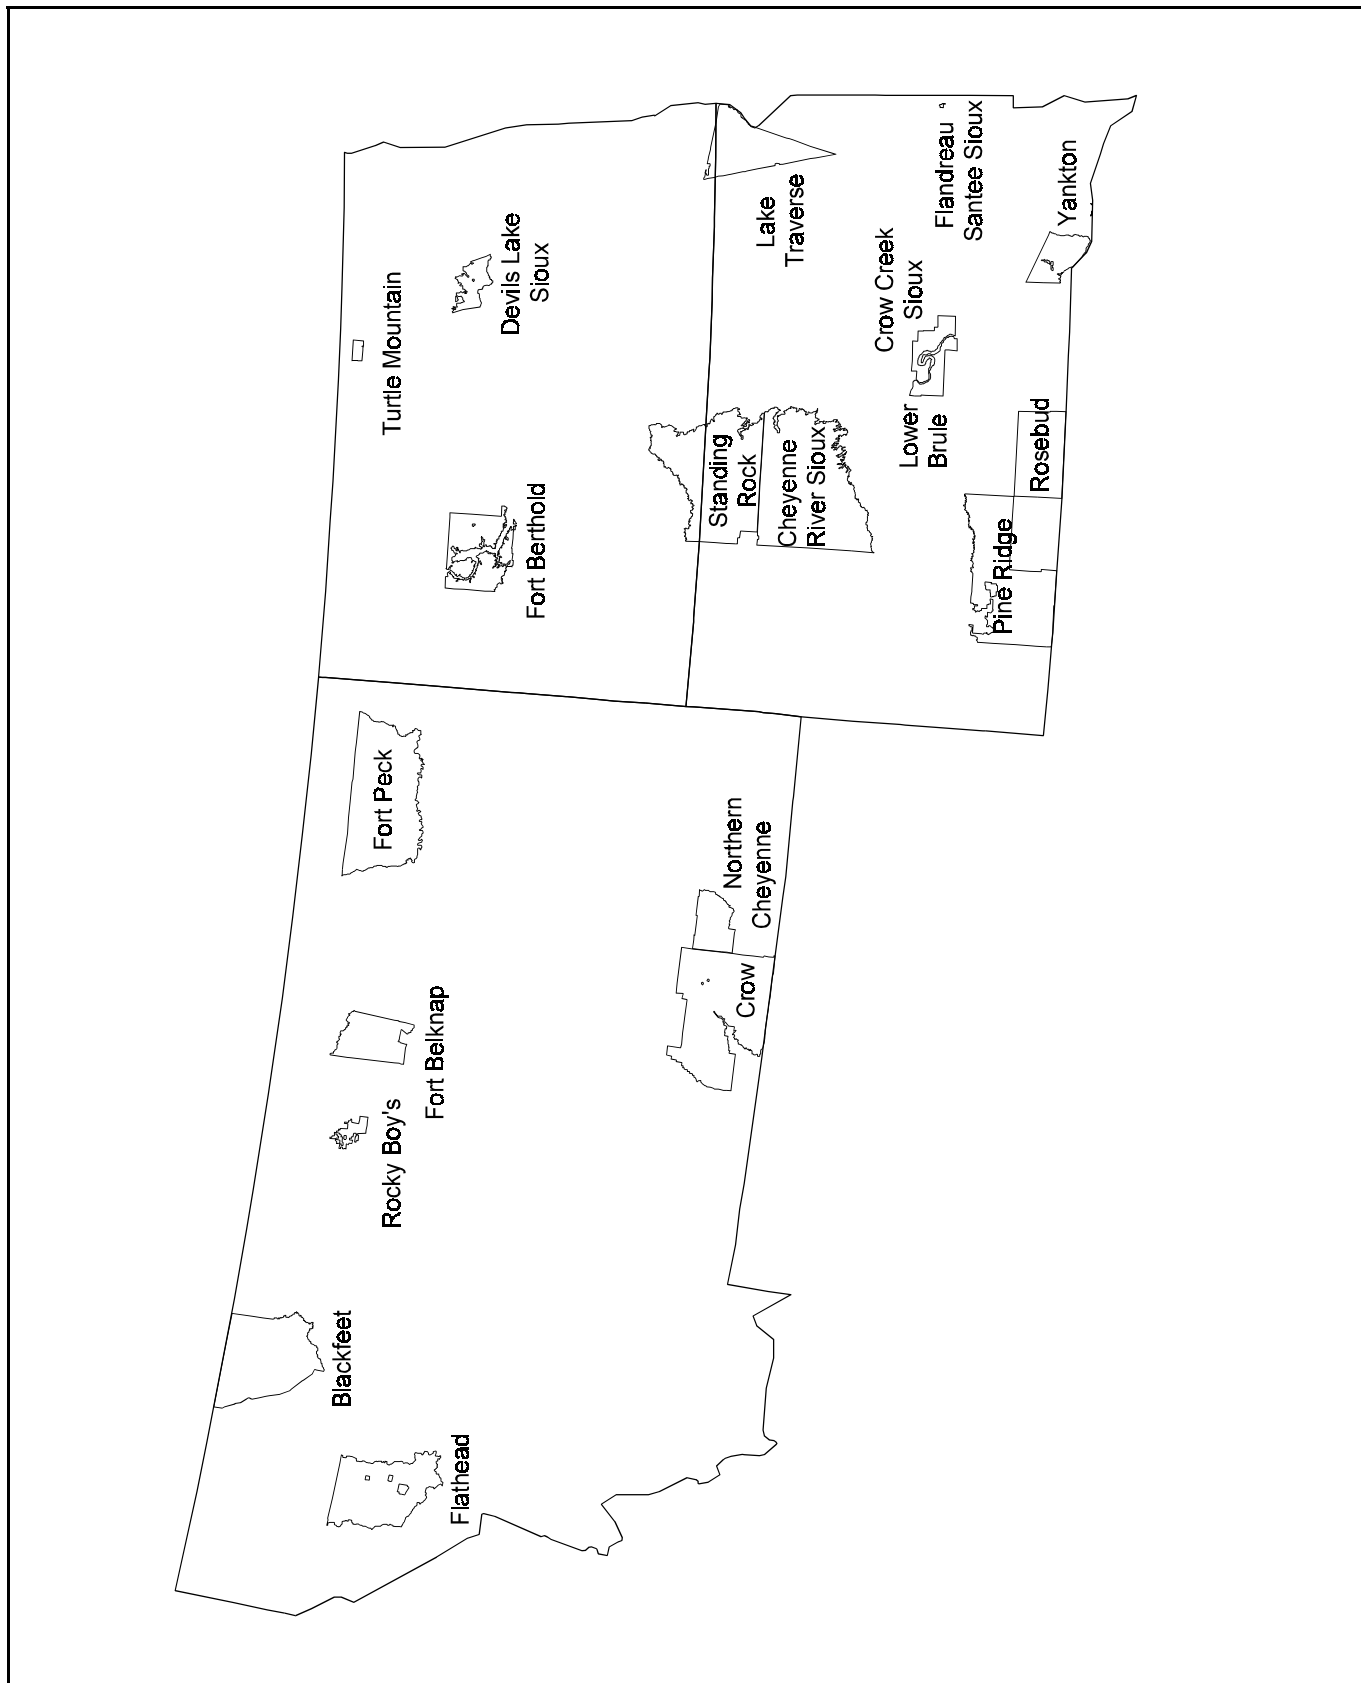 Flathead
Blackfeet
Rocky Boy's
Fort Belknap
Fort Peck
Crow
Northern
Cheyenne
Fort Berthold
Turtle Mountain
Devils Lake
Sioux
Standing
Rock
Cheyenne
River Sioux
Lake
Traverse
Crow Creek
Sioux
Lower
Brule
Flandreau
Santee Sioux
Pine Ridge
Rosebud
Yankton